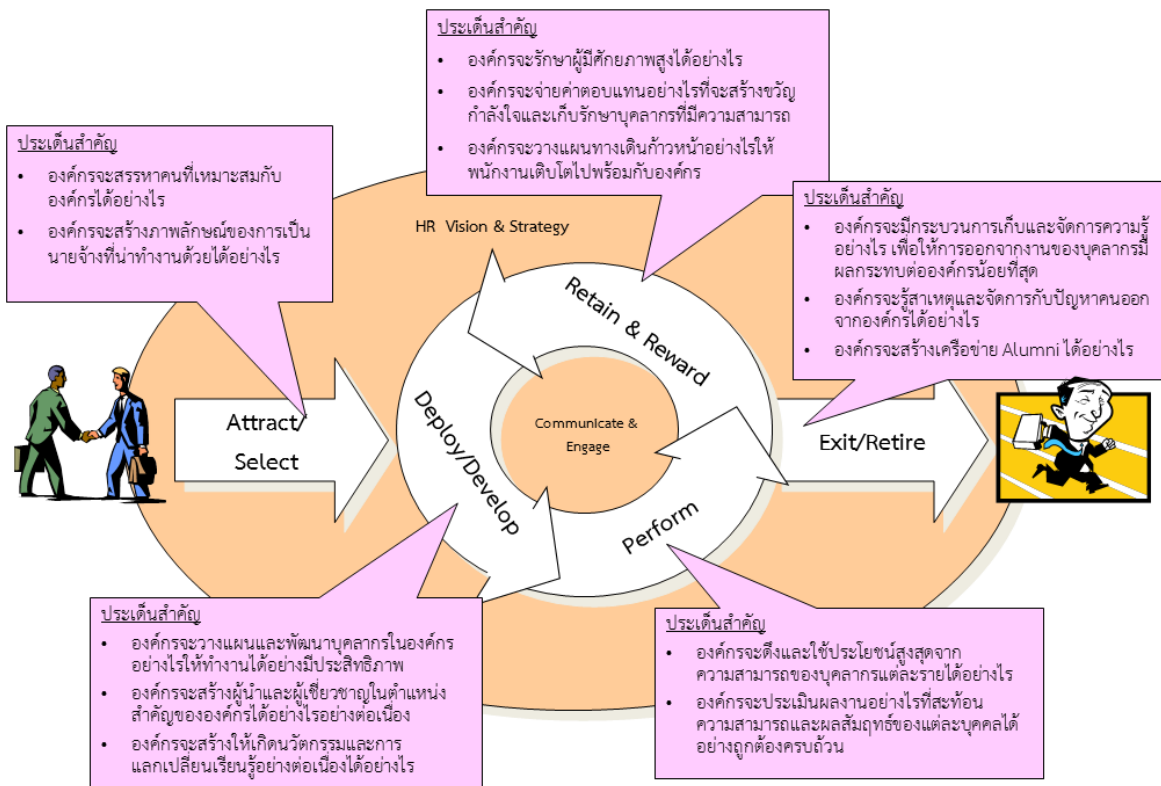 ประเด็นสำคัญ
• องค์กรจะรักษาผู้มีศักยภาพสูงได้อย่างไร
• องค์กรจะจ่ายค่าตอบแทนอย่างไรที่จะสร้างขวัญ
กำลังใจและเก็บรักษาบุคลากรที่มีความสามารถ
• องค์กรจะวางแผนทางเดินก้าวหน้าอย่างไรให้
พนักงานเติบโตไปพร้อมกับองค์กร
ประเด็นสำคัญ
• องค์กรจะสรรหาคนที่เหมาะสมกับ
องค์กรได้อย่างไร
• องค์กรจะสร้างภาพลักษณ์ของการเป็น
นายจ้างที่น่าทำงานด้วยได้อย่างไร
ประเด็นสำคัญ
• องค์กรจะมีกระบวนการเก็บและจัดการความรู้
อย่างไร เพื่อให้การออกจากงานของบุคลากรมี
ผลกระทบต่อองค์กรน้อยที่สุด
• องค์กรจะรู้สาเหตุและจัดการกับปัญหาคนออก
จากองค์กรได้อย่างไร
• องค์กรจะสร้างเครือข่าย Alumni ได้อย่างไร
HR Vision & Strategy
Retain & Reward
Attract/
Select
Deploy/Develop
Communicate &
Engage
Exit/Retire
Perform
ประเด็นสำคัญ
• องค์กรจะวางแผนและพัฒนาบุคลากรในองค์กร
อย่างไรให้ทำงานได้อย่างมีประสิทธิภาพ
• องค์กรจะสร้างผู้นำและผู้เชี่ยวชาญในตำแหน่ง
สำคัญขององค์กรได้อย่างไรอย่างต่อเนื่อง
• องค์กรจะสร้างให้เกิดนวัตกรรมและการ
แลกเปลี่ยนเรียนรู้อย่างต่อเนื่องได้อย่างไร
ประเด็นสำคัญ
• องค์กรจะดึงและใช้ประโยชน์สูงสุดจาก
ความสามารถของบุคลากรแต่ละรายได้อย่างไร
• องค์กรจะประเมินผลงานอย่างไรที่สะท้อน
ความสามารถและผลสัมฤทธ์ของแต่ละบุคคลได้
อย่างถูกต้องครบถ้วน